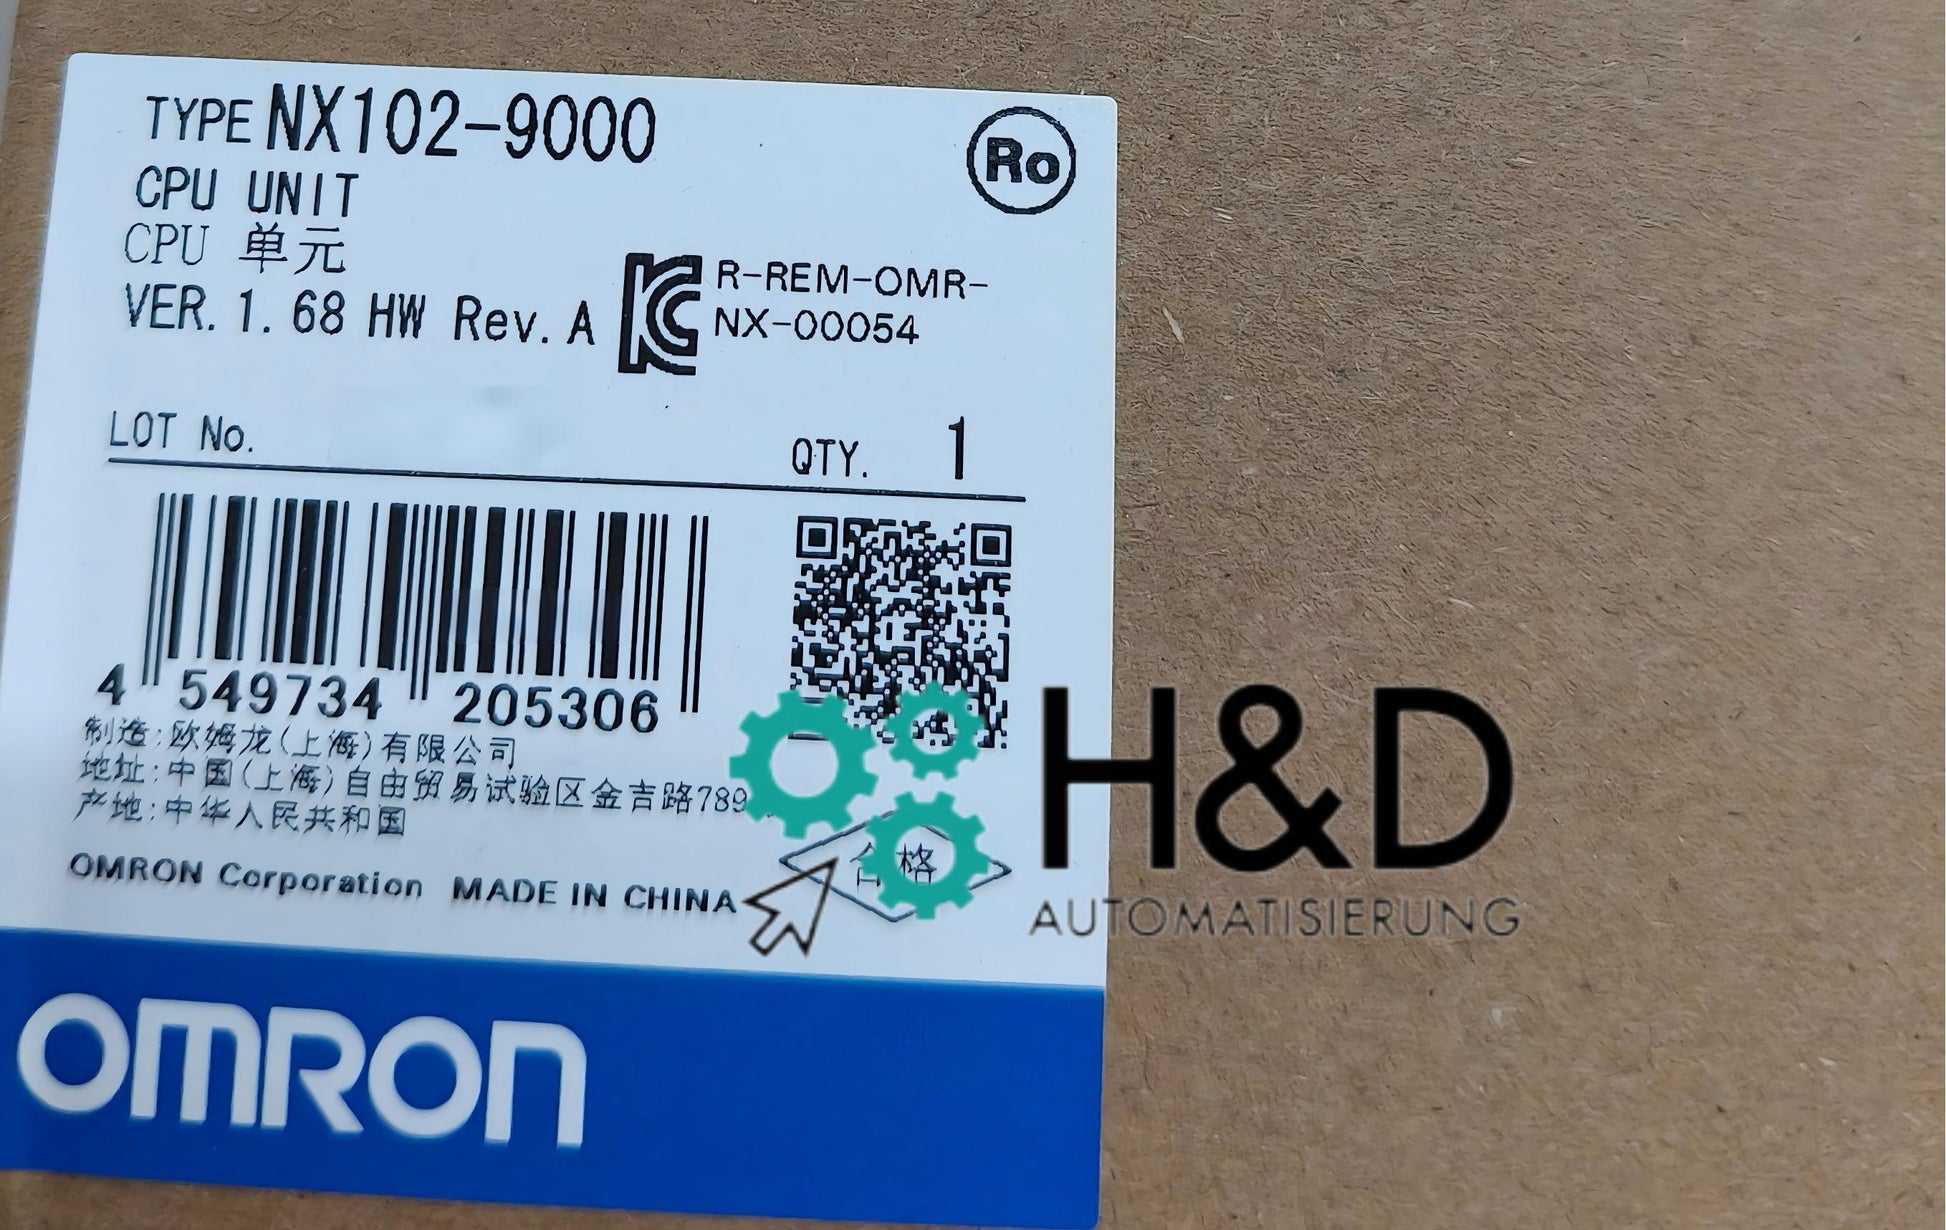 TYPE NX102-9000
Ro
CPU UNIT
CPU 单元
VER. 1. 68 HW Rev. A
R-REM-OMR-
NX-00054
LOT No.
QTY. 1
4 549734 205306
制造:欧姆龙(上海)有限公司
地址:中国(上海)自由贸易试验区金吉路789
产地:中华人民共和国
合格
OMRON Corporation MADE IN CHINA
H&D
AUTOMATISIERUNG
OMRON